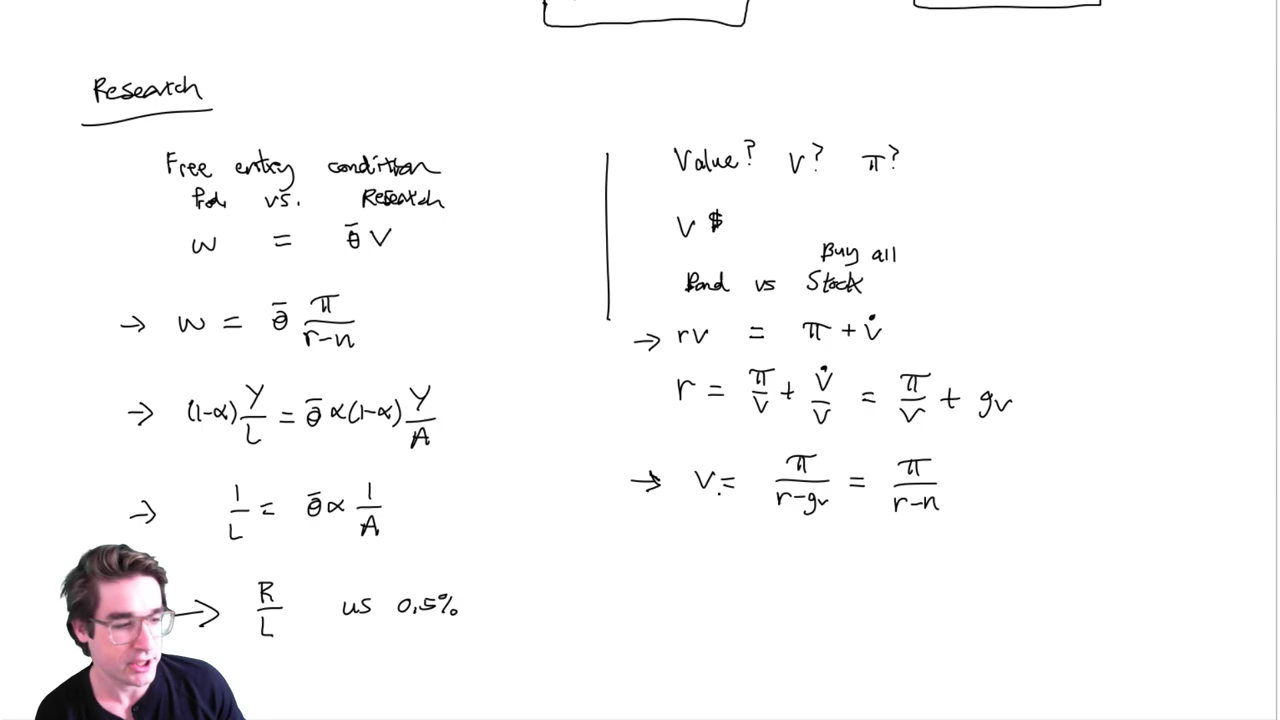 Research
Free entry condition
Prod. vs. Research
w = θ̄ V
→ w = θ̄ π/(r-n)
→ (1-α) Y/L = θ̄ α(1-α) Y/A
→ 1/L = θ̄ α 1/A
→ R/L US 0.5%
Value? V? π?
V $
Buy all
Bond vs Stock
→ rV = π + V̇
r = π/V + V̇/V = π/V + gᵥ
→ V = π/(r-gᵥ) = π/(r-n)